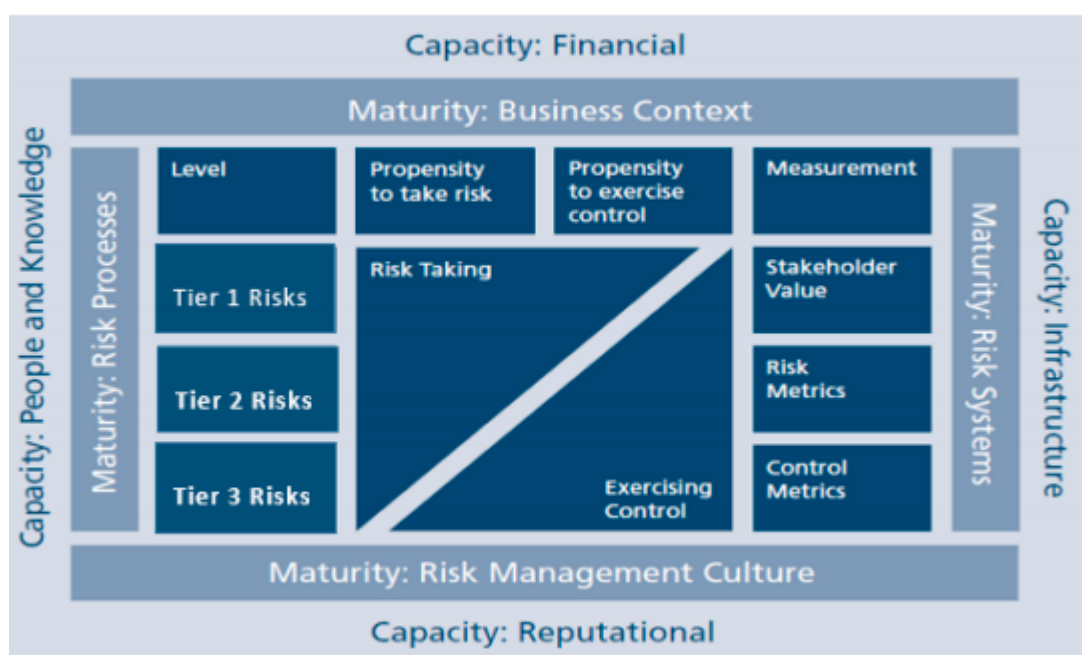 Capacity: Financial
Maturity: Business Context
Capacity: People and Knowledge
Maturity: Risk Processes
Level
Propensity
to take risk
Propensity
to exercise
control
Measurement
Tier 1 Risks
Risk Taking
Stakeholder
Value
Tier 2 Risks
Risk
Metrics
Tier 3 Risks
Exercising
Control
Control
Metrics
Maturity: Risk Systems
Capacity: Infrastructure
Maturity: Risk Management Culture
Capacity: Reputational